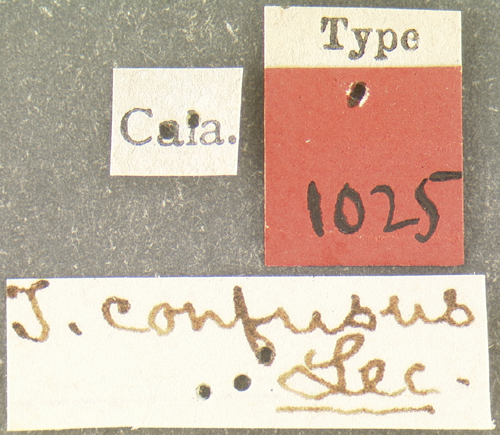 Type
Cala.
1025
T. confusus
Lec.